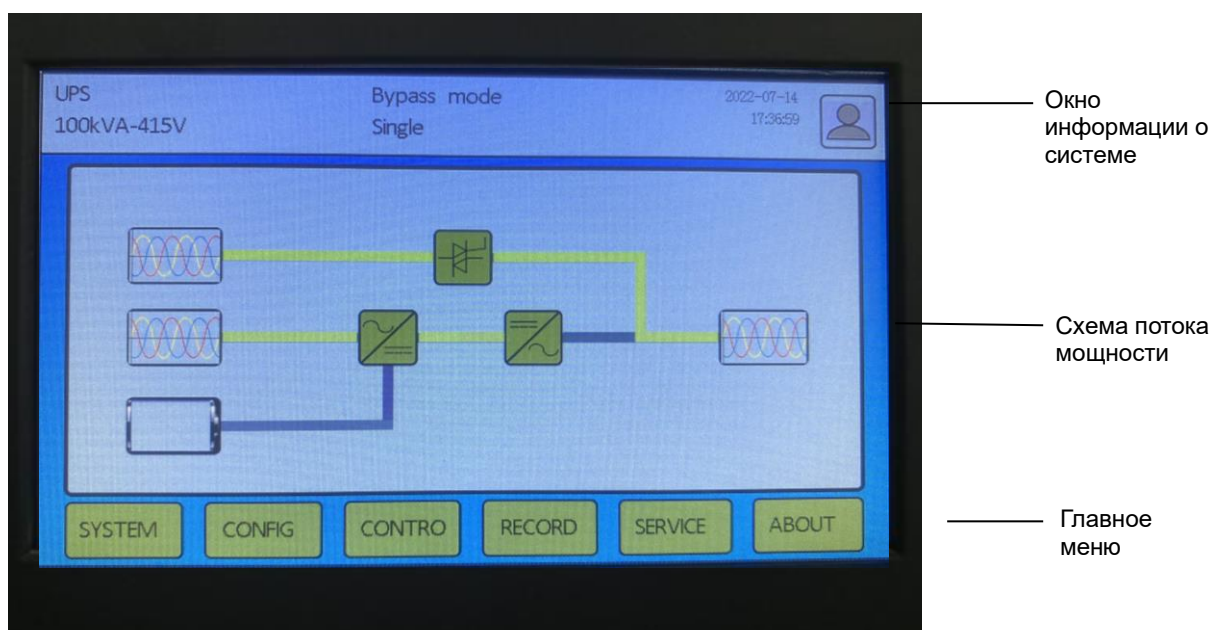 UPS
100kVA-415V
Bypass mode
Single
2022-07-14
17:36:59
Окно
информации о
системе
Схема потока
мощности
SYSTEM
CONFIG
CONTRO
RECORD
SERVICE
ABOUT
Главное
меню